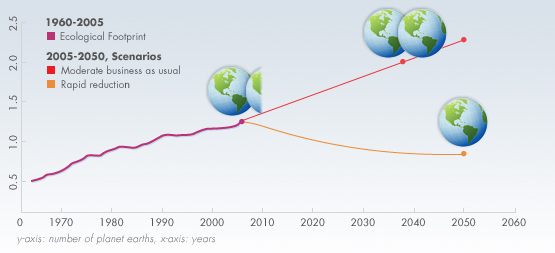 2.5
2.0
1.5
1.0
0.5
1960-2005
Ecological Footprint
2005-2050, Scenarios
Moderate business as usual
Rapid reduction
0 1970 1980 1990 2000 2010 2020 2030 2040 2050 2060
y-axis: number of planet earths, x-axis: years